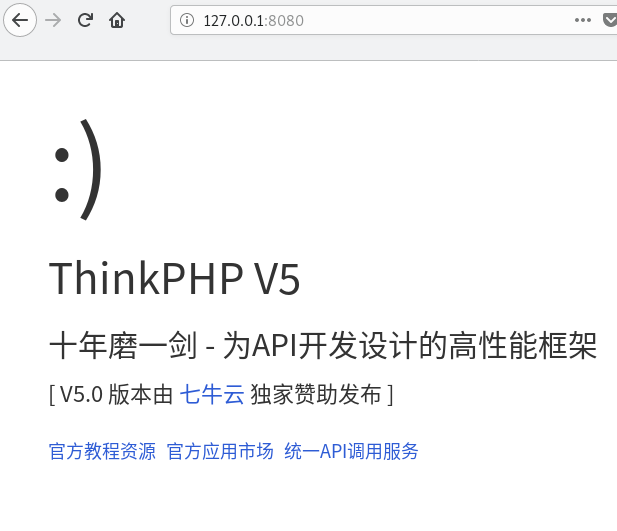 127.0.0.1:8080
:)
ThinkPHP V5
十年磨一剑 - 为API开发设计的高性能框架
[ V5.0 版本由 七牛云 独家赞助发布 ]
官方教程资源 官方应用市场 统一API调用服务